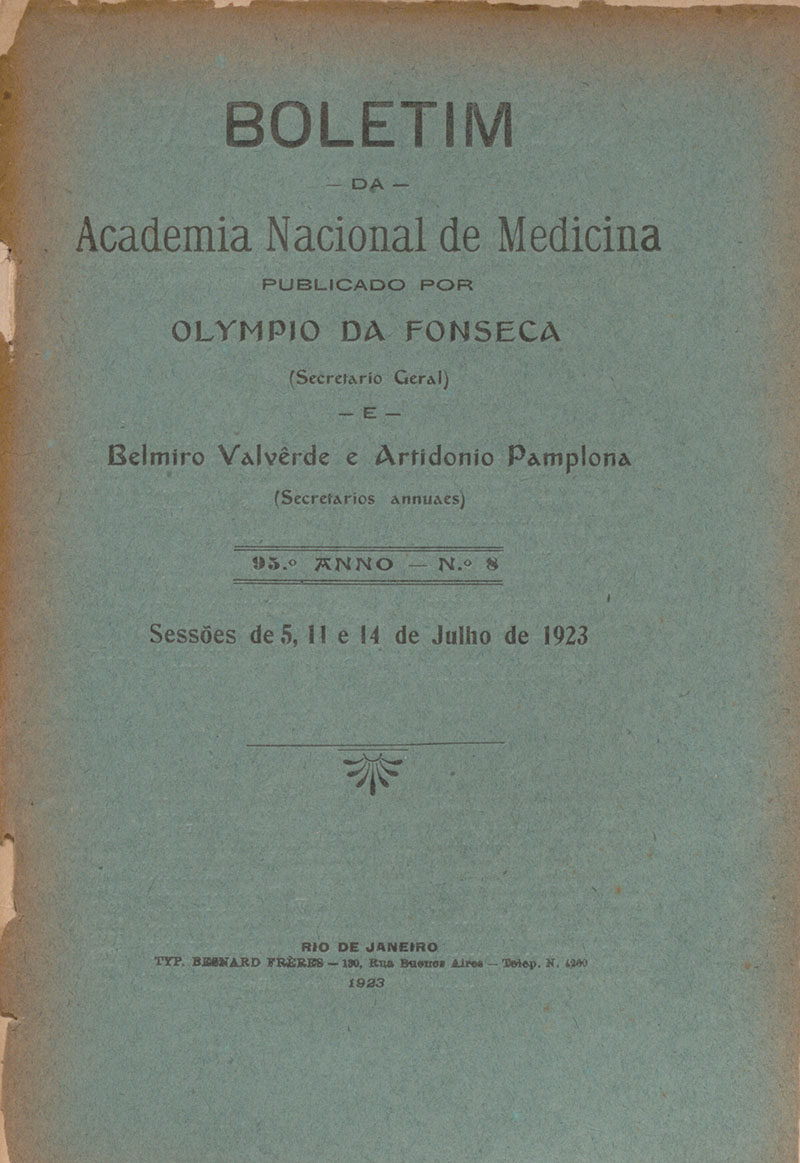 BOLETIM
— DA —
Academia Nacional de Medicina
PUBLICADO POR
OLYMPIO DA FONSECA
(Secretario Geral)
— E —
Belmiro Valvêrde e Artidonio Pamplona
(Secretarios annuaes)
95.º ANNO — N.º 8
Sessões de 5, 11 e 14 de Julho de 1923
RIO DE JANEIRO
TYP. BESNARD FRÈRES — 130, Rua Buenos Aires — Telep. N.
1923